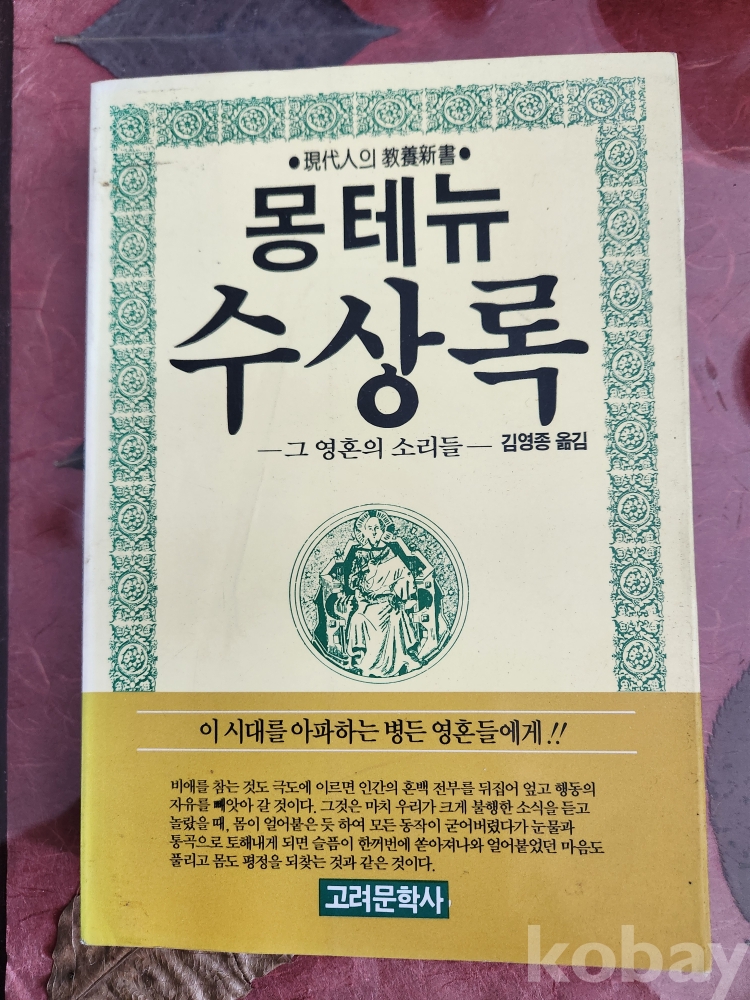 ●現代人의 敎養新書●
몽테뉴
수상록
—그 영혼의 소리들— 김영종 옮김
이 시대를 아파하는 병든 영혼들에게!!
비애를 참는 것도 극도에 이르면 인간의 혼백 전부를 뒤집어 엎고 행동의
자유를 빼앗아 갈 것이다. 그것은 마치 우리가 크게 불행한 소식을 듣고
놀랐을 때, 몸이 얼어붙은 듯 하여 모든 동작이 굳어버렸다가 눈물과
통곡으로 토해내게 되면 슬픔이 한꺼번에 쏟아져나와 얼어붙었던 마음도
풀리고 몸도 평정을 되찾는 것과 같은 것이다.
고려문학사
kobay